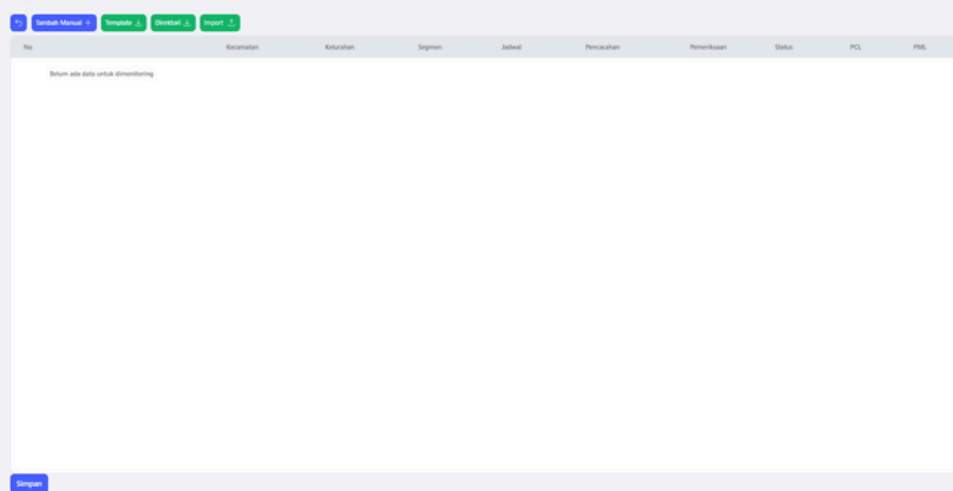 Tambah Manual +
Template
Direktori
Import
No Kecamatan Kelurahan Segmen Jadwal Pencacahan Pemeriksaan Status PCL PML
Belum ada data untuk dimonitoring
Simpan